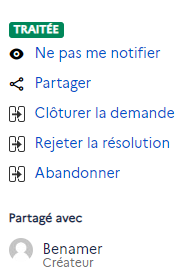 TRAITÉE
Ne pas me notifier
Partager
Clôturer la demande
Rejeter la résolution
Abandonner
Partagé avec
Benamer
Créateur